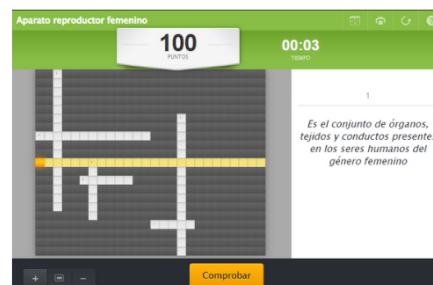 Aparato reproductor femenino
100
PUNTOS
00:03
TIEMPO
1
Es el conjunto de órganos,
tejidos y conductos presente
en los seres humanos del
género femenino
+
−
Comprobar